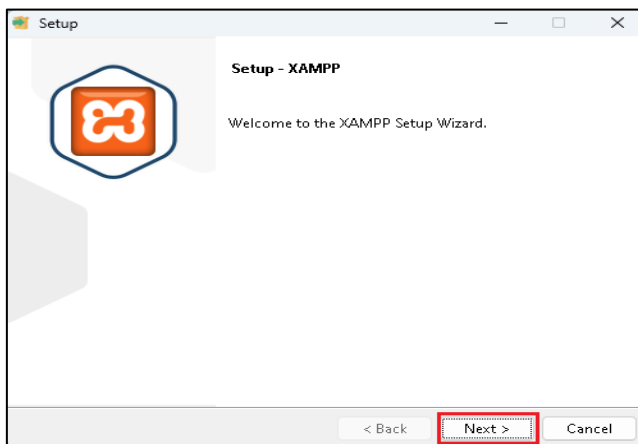 Setup
Setup - XAMPP
Welcome to the XAMPP Setup Wizard.
< Back Next > Cancel